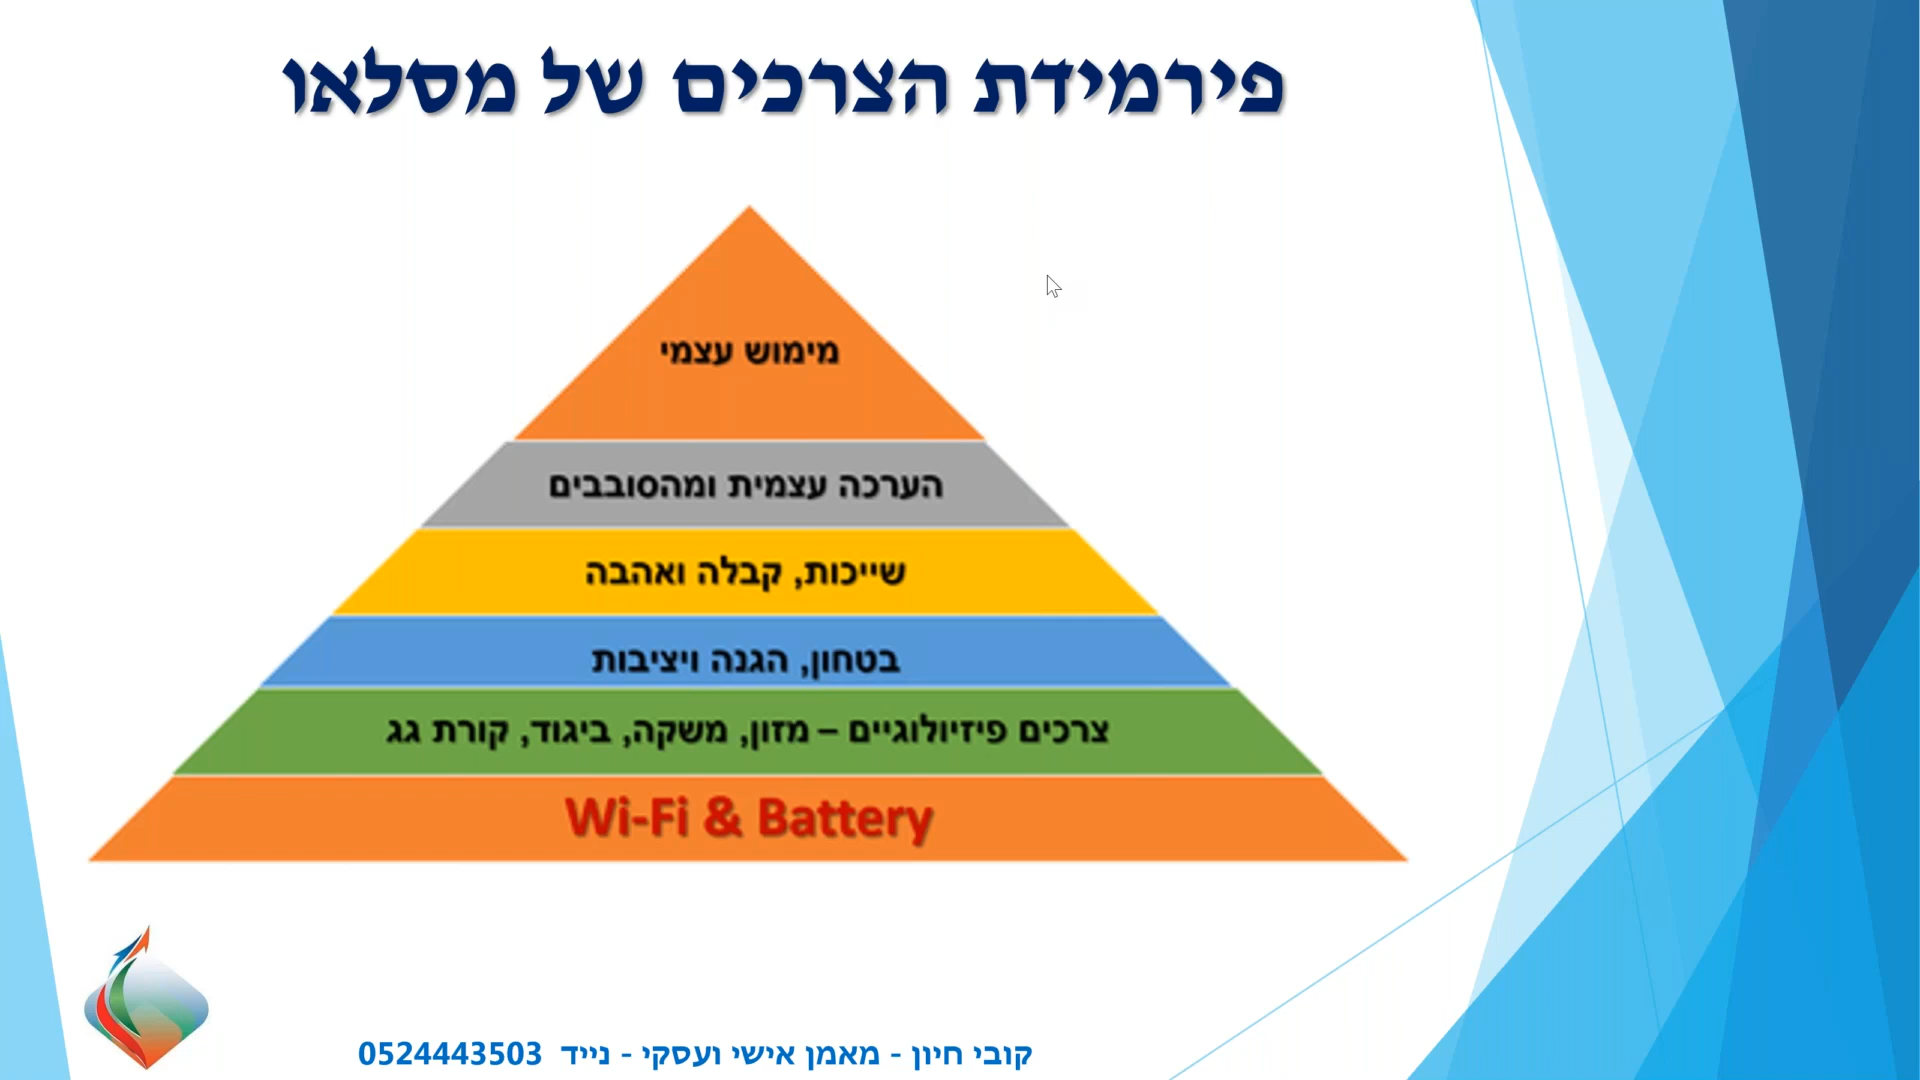 פירמידת הצרכים של מסלאו
מימוש עצמי
הערכה עצמית ומהסובבים
שייכות, קבלה ואהבה
בטחון, הגנה ויציבות
צרכים פיזיולוגיים – מזון, משקה, ביגוד, קורת גג
Wi-Fi & Battery
קובי חיון - מאמן אישי ועסקי - נייד 0524443503